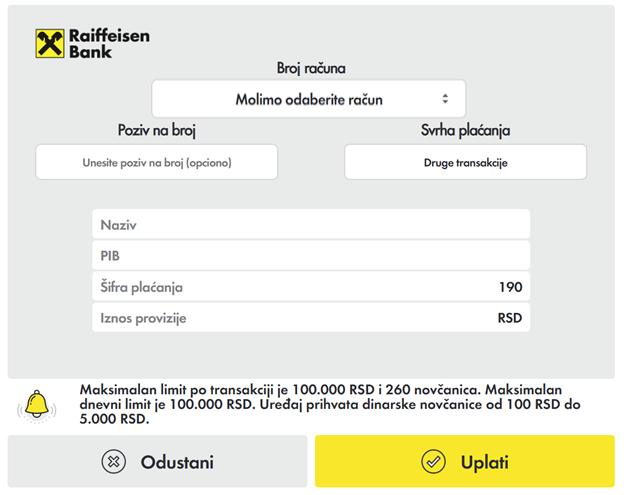 Raiffeisen
Bank
Broj računa
Molimo odaberite račun
Poziv na broj
Svrha plaćanja
Unesite poziv na broj (opciono)
Druge transakcije
Naziv
PIB
Šifra plaćanja 190
Iznos provizije RSD
Maksimalan limit po transakciji je 100.000 RSD i 260 novčanica. Maksimalan
dnevni limit je 100.000 RSD. Uređaj prihvata dinarske novčanice od 100 RSD do
5.000 RSD.
Odustani
Uplati